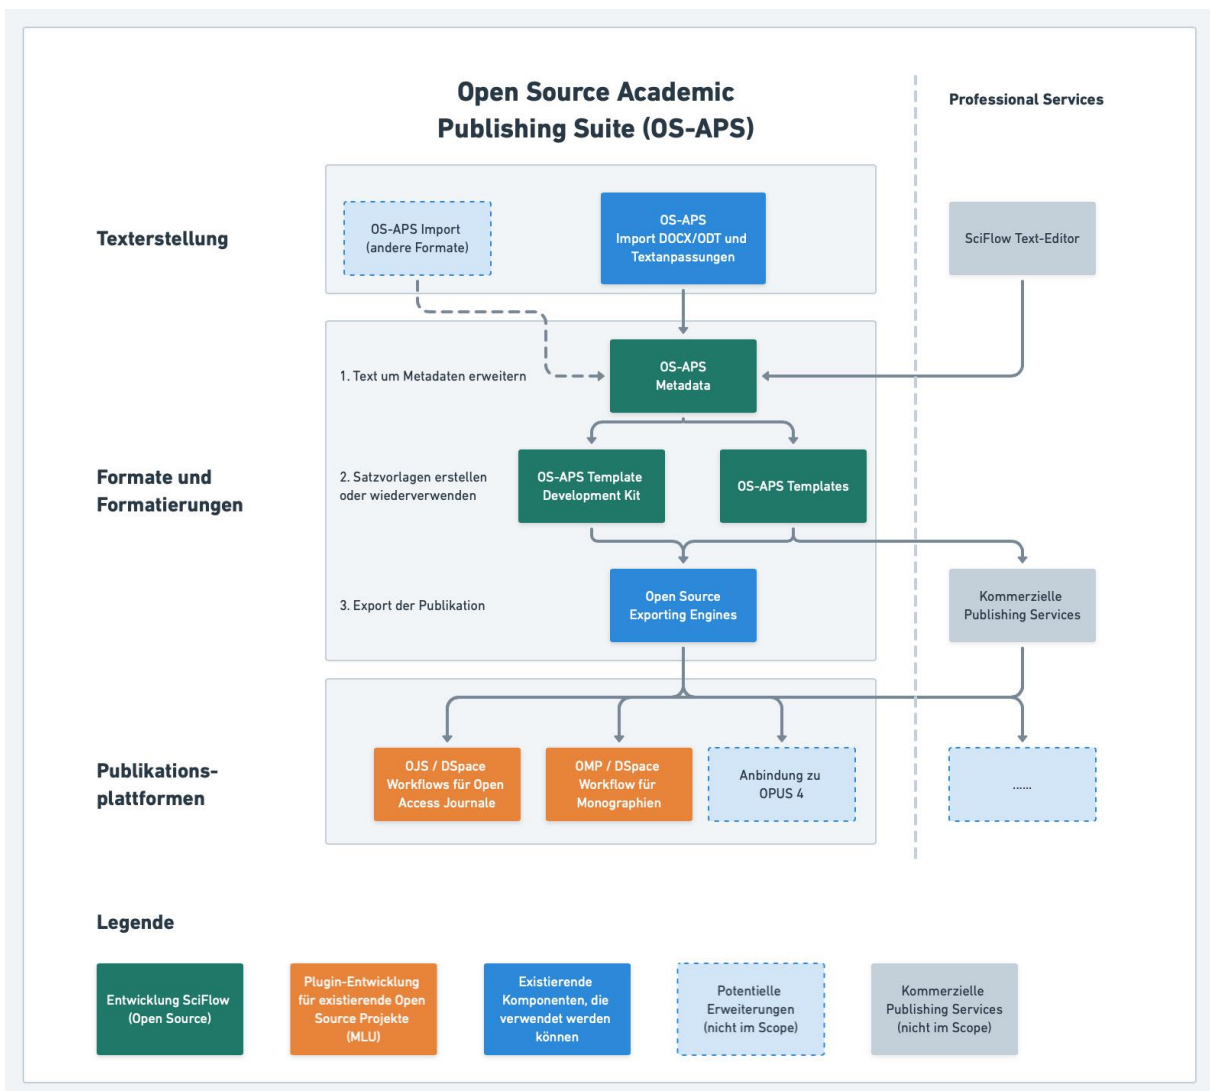 Open Source Academic
Publishing Suite (OS-APS)
Professional Services
Texterstellung
OS-APS Import
(andere Formate)
OS-APS
Import DOCX/ODT und
Textanpassungen
SciFlow Text-Editor
Formate und
Formatierungen
1. Text um Metadaten erweitern
OS-APS
Metadata
2. Satzvorlagen erstellen
oder wiederverwenden
OS-APS Template
Development Kit
OS-APS Templates
3. Export der Publikation
Open Source
Exporting Engines
Kommerzielle
Publishing Services
Publikations-
plattformen
OJS / DSpace
Workflows für Open
Access Journale
OMP / DSpace
Workflow für
Monographien
Anbindung zu
OPUS 4
......
Legende
Entwicklung SciFlow
(Open Source)
Plugin-Entwicklung
für existierende Open
Source Projekte
(MLU)
Existierende
Komponenten, die
verwendet werden
können
Potentielle
Erweiterungen
(nicht im Scope)
Kommerzielle
Publishing Services
(nicht im Scope)